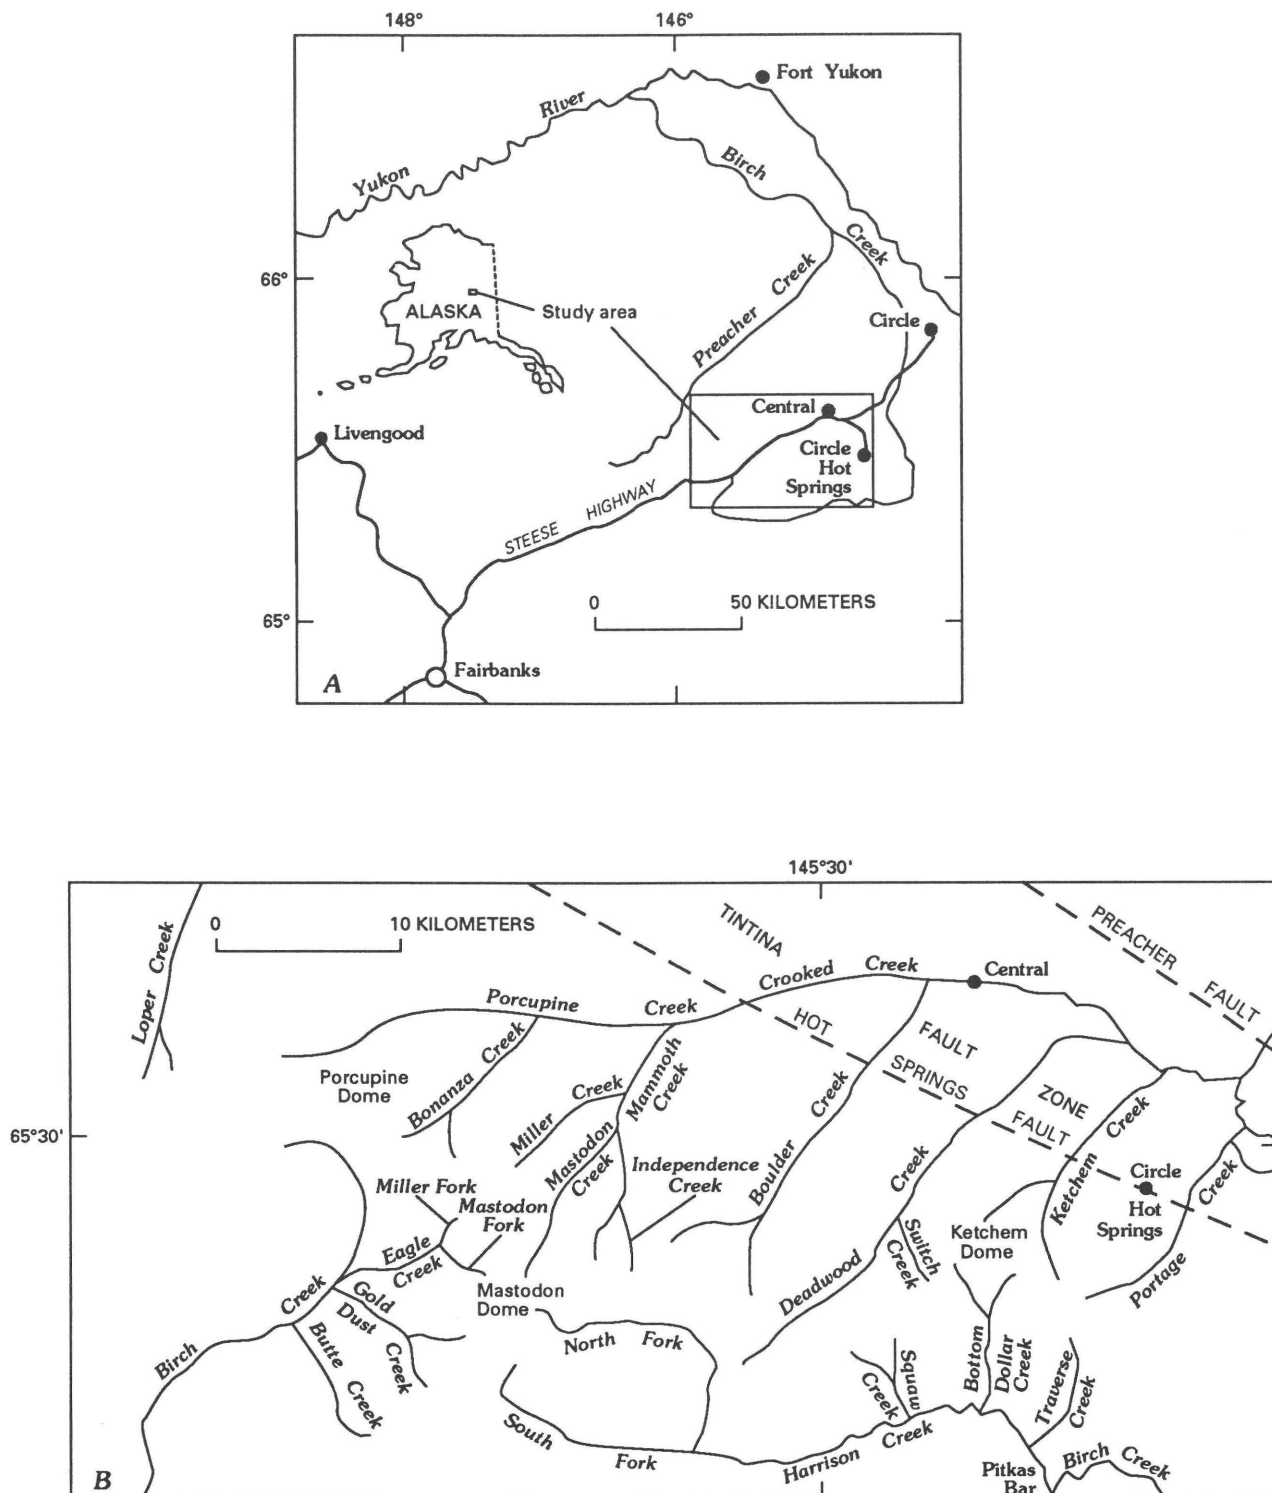 148°
146°
Fort Yukon
Yukon River
Birch Creek
66°
ALASKA
Study area
Preacher Creek
Circle
Central
Livengood
Circle
Hot
Springs
STEESE HIGHWAY
0 50 KILOMETERS
65°
Fairbanks
A
145°30'
0 10 KILOMETERS
TINTINA
FAULT
ZONE
PREACHER
FAULT
Loper Creek
Porcupine Creek
Crooked Creek
Central
HOT
SPRINGS
FAULT
Porcupine
Dome
Bonanza Creek
Miller Creek
Mammoth
Creek
65°30'
Mastodon
Creek
Independence
Creek
Boulder Creek
Ketchem Creek
Circle
Hot
Springs
Miller Fork
Mastodon
Fork
Eagle
Creek
Switch
Creek
Ketchem
Dome
Deadwood Creek
Portage Creek
Mastodon
Dome
Birch Creek
Gold
Dust Creek
Butte Creek
North Fork
South Fork
Squaw
Creek
Bottom
Dollar
Creek
Traverse
Creek
Harrison Creek
Pitkas
Bar
Birch Creek
B